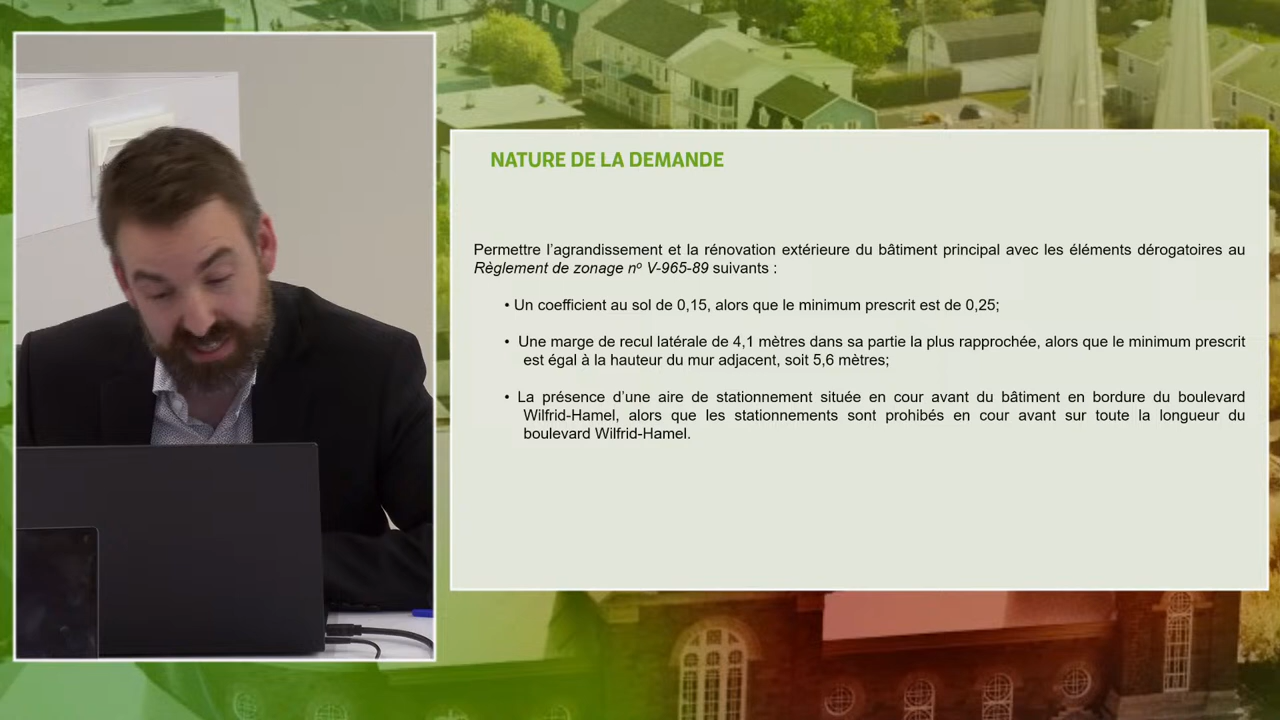 NATURE DE LA DEMANDE
Permettre l’agrandissement et la rénovation extérieure du bâtiment principal avec les éléments dérogatoires au
Règlement de zonage nº V-965-89 suivants :
• Un coefficient au sol de 0,15, alors que le minimum prescrit est de 0,25;
• Une marge de recul latérale de 4,1 mètres dans sa partie la plus rapprochée, alors que le minimum prescrit
est égal à la hauteur du mur adjacent, soit 5,6 mètres;
• La présence d’une aire de stationnement située en cour avant du bâtiment en bordure du boulevard
Wilfrid-Hamel, alors que les stationnements sont prohibés en cour avant sur toute la longueur du
boulevard Wilfrid-Hamel.